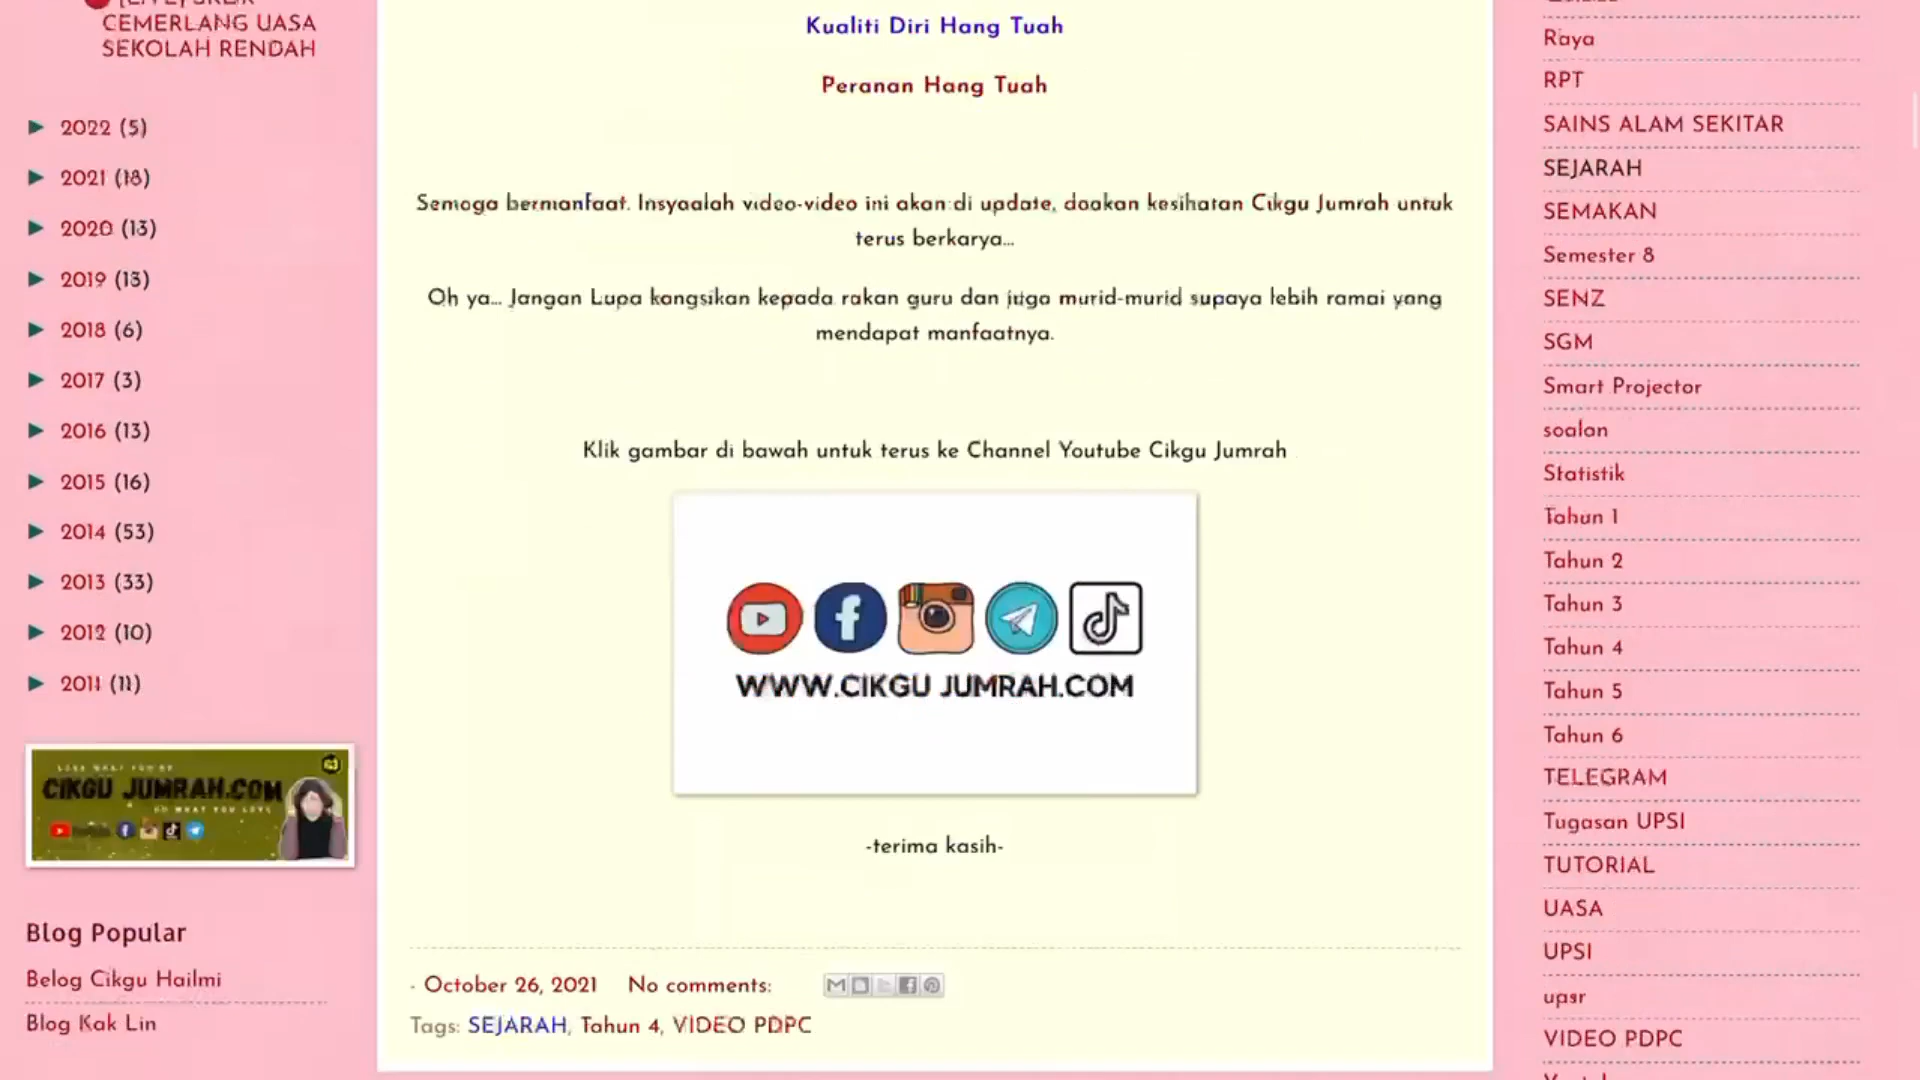 CEMERLANG UASA
SEKOLAH RENDAH
► 2022 (5)
► 2021 (18)
► 2020 (13)
► 2019 (13)
► 2018 (6)
► 2017 (3)
► 2016 (13)
► 2015 (16)
► 2014 (53)
► 2013 (33)
► 2012 (10)
► 2011 (11)
CIKGU JUMRAH.COM
DO WHAT YOU LOVE
Blog Popular
Belog Cikgu Hailmi
Blog Kak Lin
Kualiti Diri Hang Tuah
Peranan Hang Tuah
Semoga bermanfaat. Insyaalah video-video ini akan di update, doakan kesihatan Cikgu Jumrah untuk
terus berkarya...
Oh ya... Jangan Lupa kongsikan kepada rakan guru dan juga murid-murid supaya lebih ramai yang
mendapat manfaatnya.
Klik gambar di bawah untuk terus ke Channel Youtube Cikgu Jumrah
WWW.CIKGU JUMRAH.COM
-terima kasih-
- October 26, 2021 No comments:
Tags: SEJARAH, Tahun 4, VIDEO PDPC
Raya
RPT
SAINS ALAM SEKITAR
SEJARAH
SEMAKAN
Semester 8
SENZ
SGM
Smart Projector
soalan
Statistik
Tahun 1
Tahun 2
Tahun 3
Tahun 4
Tahun 5
Tahun 6
TELEGRAM
Tugasan UPSI
TUTORIAL
UASA
UPSI
upsr
VIDEO PDPC